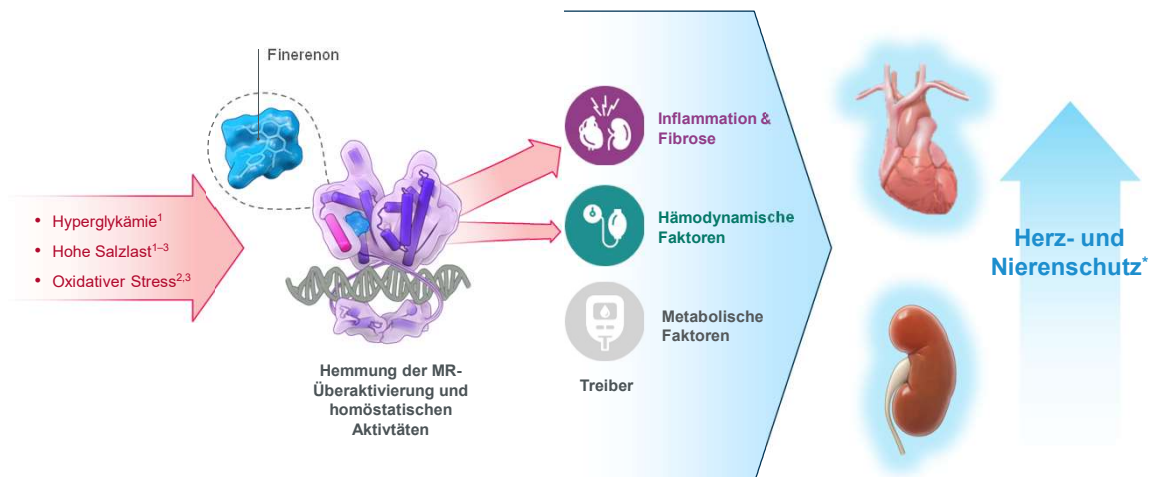 Finerenon
• Hyperglykämie¹
• Hohe Salzlast¹⁻³
• Oxidativer Stress²,³
Hemmung der MR-
Überaktivierung und
homöstatischen
Aktivtäten
Inflammation &
Fibrose
Hämodynamische
Faktoren
Metabolische
Faktoren
Treiber
Herz- und
Nierenschutz*